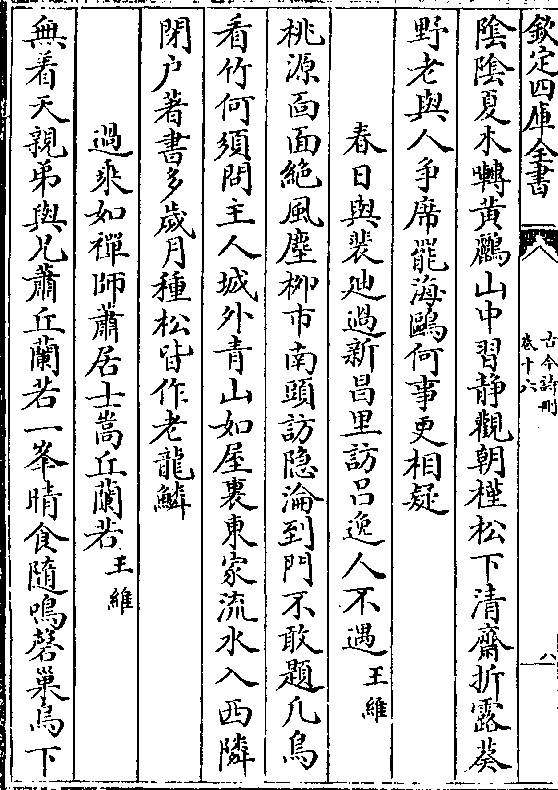 欽定四庫全書
古今詩刪
卷十六
八
陰陰夏木轉黃鸝山中習静觀朝槿松下清齋折露葵
野老與人争席罷海鷗何事更相疑
春日與裴廸過新昌里訪吕逸人不遇王維
桃源面面絶風塵柳市南頭訪隐淪到門不敢題凡鳥
看竹何須問主人城外青山如屋裏東家流水入西隣
閉户著書多歲月種松皆作老龍鱗
過乘如禪師蕭居士嵩丘蘭若王維
無着天親弟與兄蕭丘蘭若一峯晴食隨鳴磬巢烏下